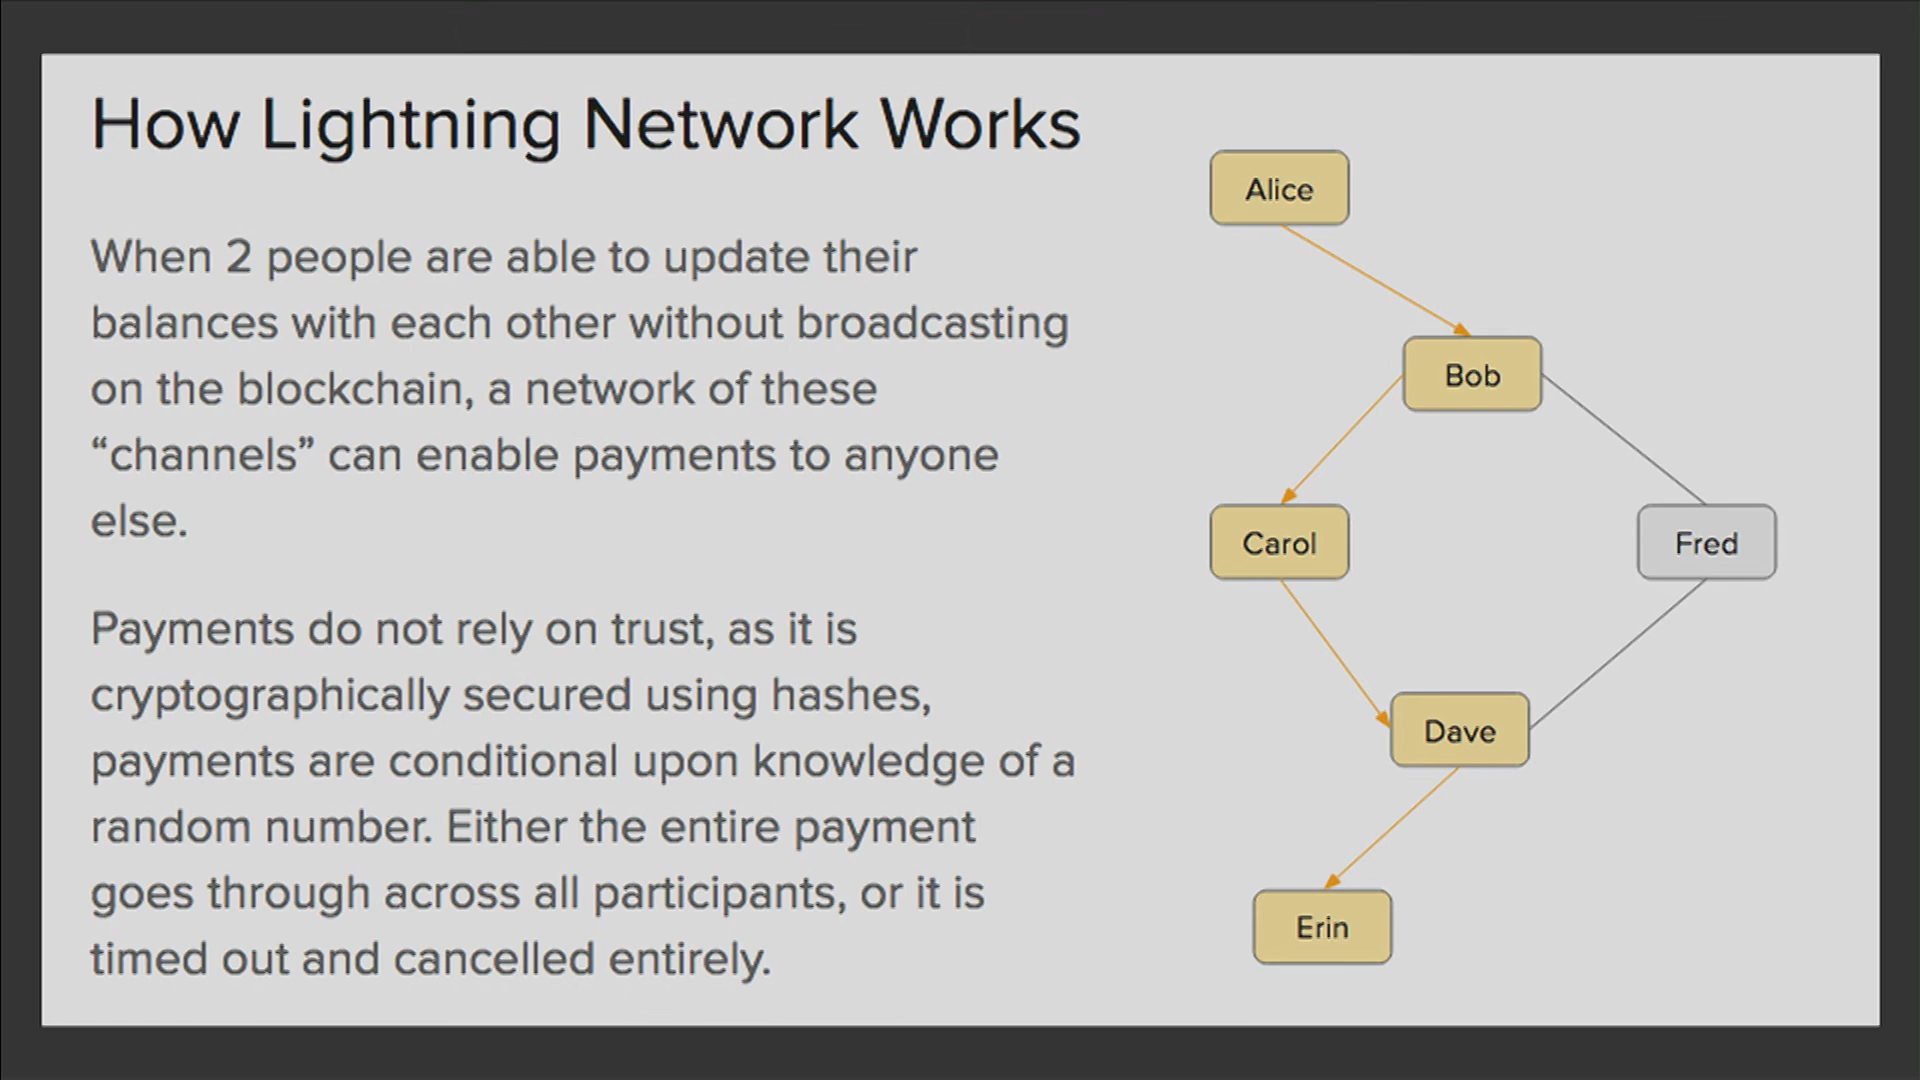 How Lightning Network Works
When 2 people are able to update their
balances with each other without broadcasting
on the blockchain, a network of these
“channels” can enable payments to anyone
else.
Payments do not rely on trust, as it is
cryptographically secured using hashes,
payments are conditional upon knowledge of a
random number. Either the entire payment
goes through across all participants, or it is
timed out and cancelled entirely.
Alice
Bob
Carol
Fred
Dave
Erin